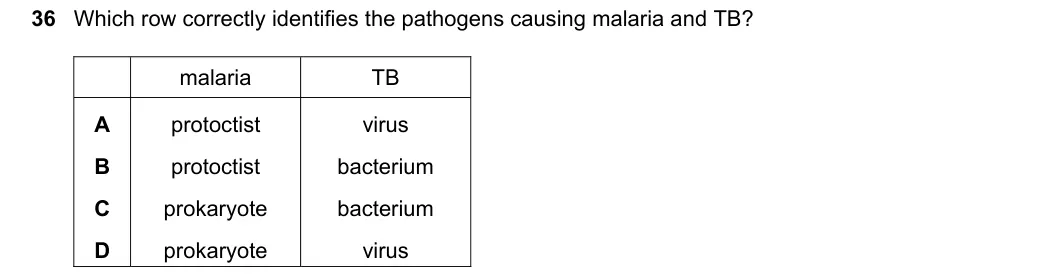 36 Which row correctly identifies the pathogens causing malaria and TB?
malaria TB
A protoctist virus
B protoctist bacterium
C prokaryote bacterium
D prokaryote virus